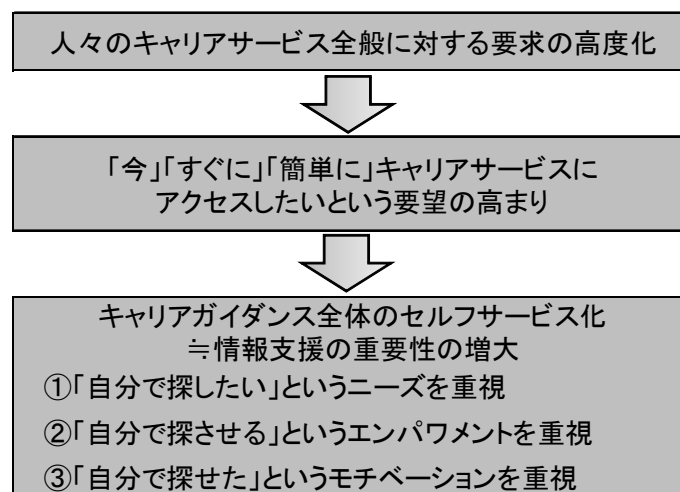 人々のキャリアサービス全般に対する要求の高度化
「今」「すぐに」「簡単に」キャリアサービスに
アクセスしたいという要望の高まり
キャリアガイダンス全体のセルフサービス化
≒情報支援の重要性の増大
①「自分で探したい」というニーズを重視
②「自分で探させる」というエンパワメントを重視
③「自分で探せた」というモチベーションを重視